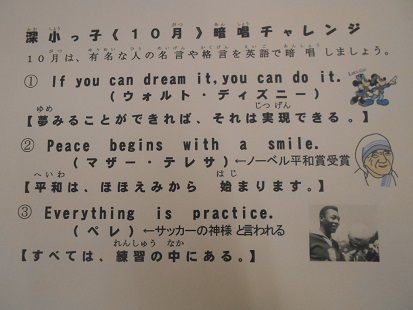 深小っ子《10月》暗唱チャレンジ
10月は、有名な人の名言や格言を英語で暗唱しましょう。
① If you can dream it, you can do it.
(ウォルト・ディズニー)
【夢みることができれば、それは実現できる。】
② Peace begins with a smile.
(マザー・テレサ)←ノーベル平和賞受賞
【平和は、ほほえみから 始まります。】
③ Everything is practice.
(ペレ)←サッカーの神様と言われる
【すべては、練習の中にある。】